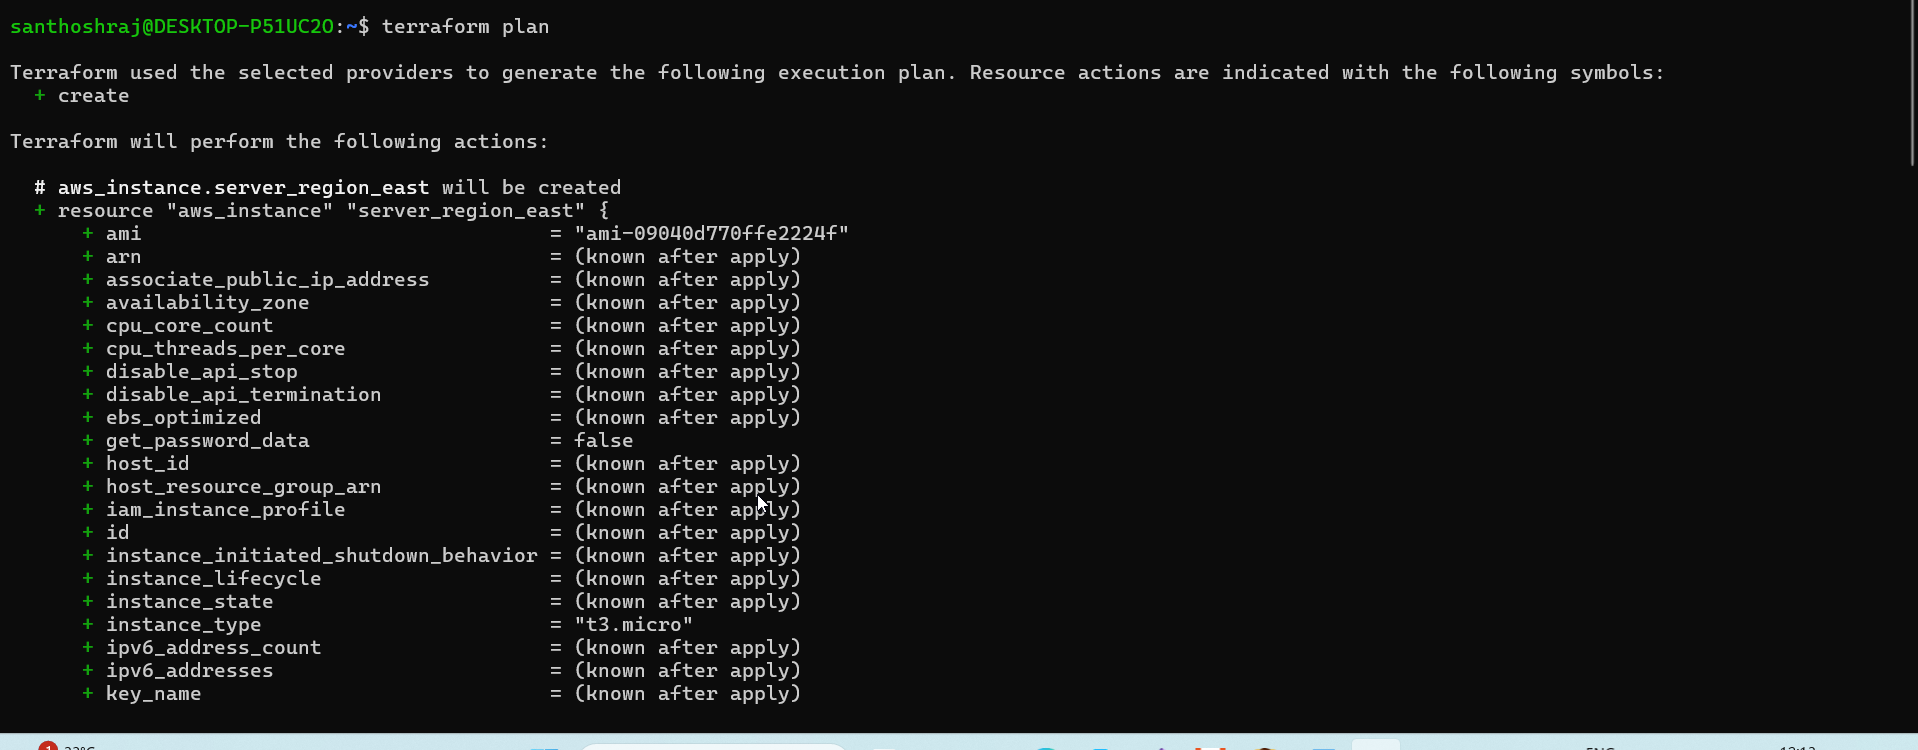 santhoshraj@DESKTOP-P51UC2O:~$ terraform plan
Terraform used the selected providers to generate the following execution plan. Resource actions are indicated with the following symbols:
+ create
Terraform will perform the following actions:
# aws_instance.server_region_east will be created
+ resource "aws_instance" "server_region_east" {
+ ami = "ami-09040d770ffe2224f"
+ arn = (known after apply)
+ associate_public_ip_address = (known after apply)
+ availability_zone = (known after apply)
+ cpu_core_count = (known after apply)
+ cpu_threads_per_core = (known after apply)
+ disable_api_stop = (known after apply)
+ disable_api_termination = (known after apply)
+ ebs_optimized = (known after apply)
+ get_password_data = false
+ host_id = (known after apply)
+ host_resource_group_arn = (known after apply)
+ iam_instance_profile = (known after apply)
+ id = (known after apply)
+ instance_initiated_shutdown_behavior = (known after apply)
+ instance_lifecycle = (known after apply)
+ instance_state = (known after apply)
+ instance_type = "t3.micro"
+ ipv6_address_count = (known after apply)
+ ipv6_addresses = (known after apply)
+ key_name = (known after apply)